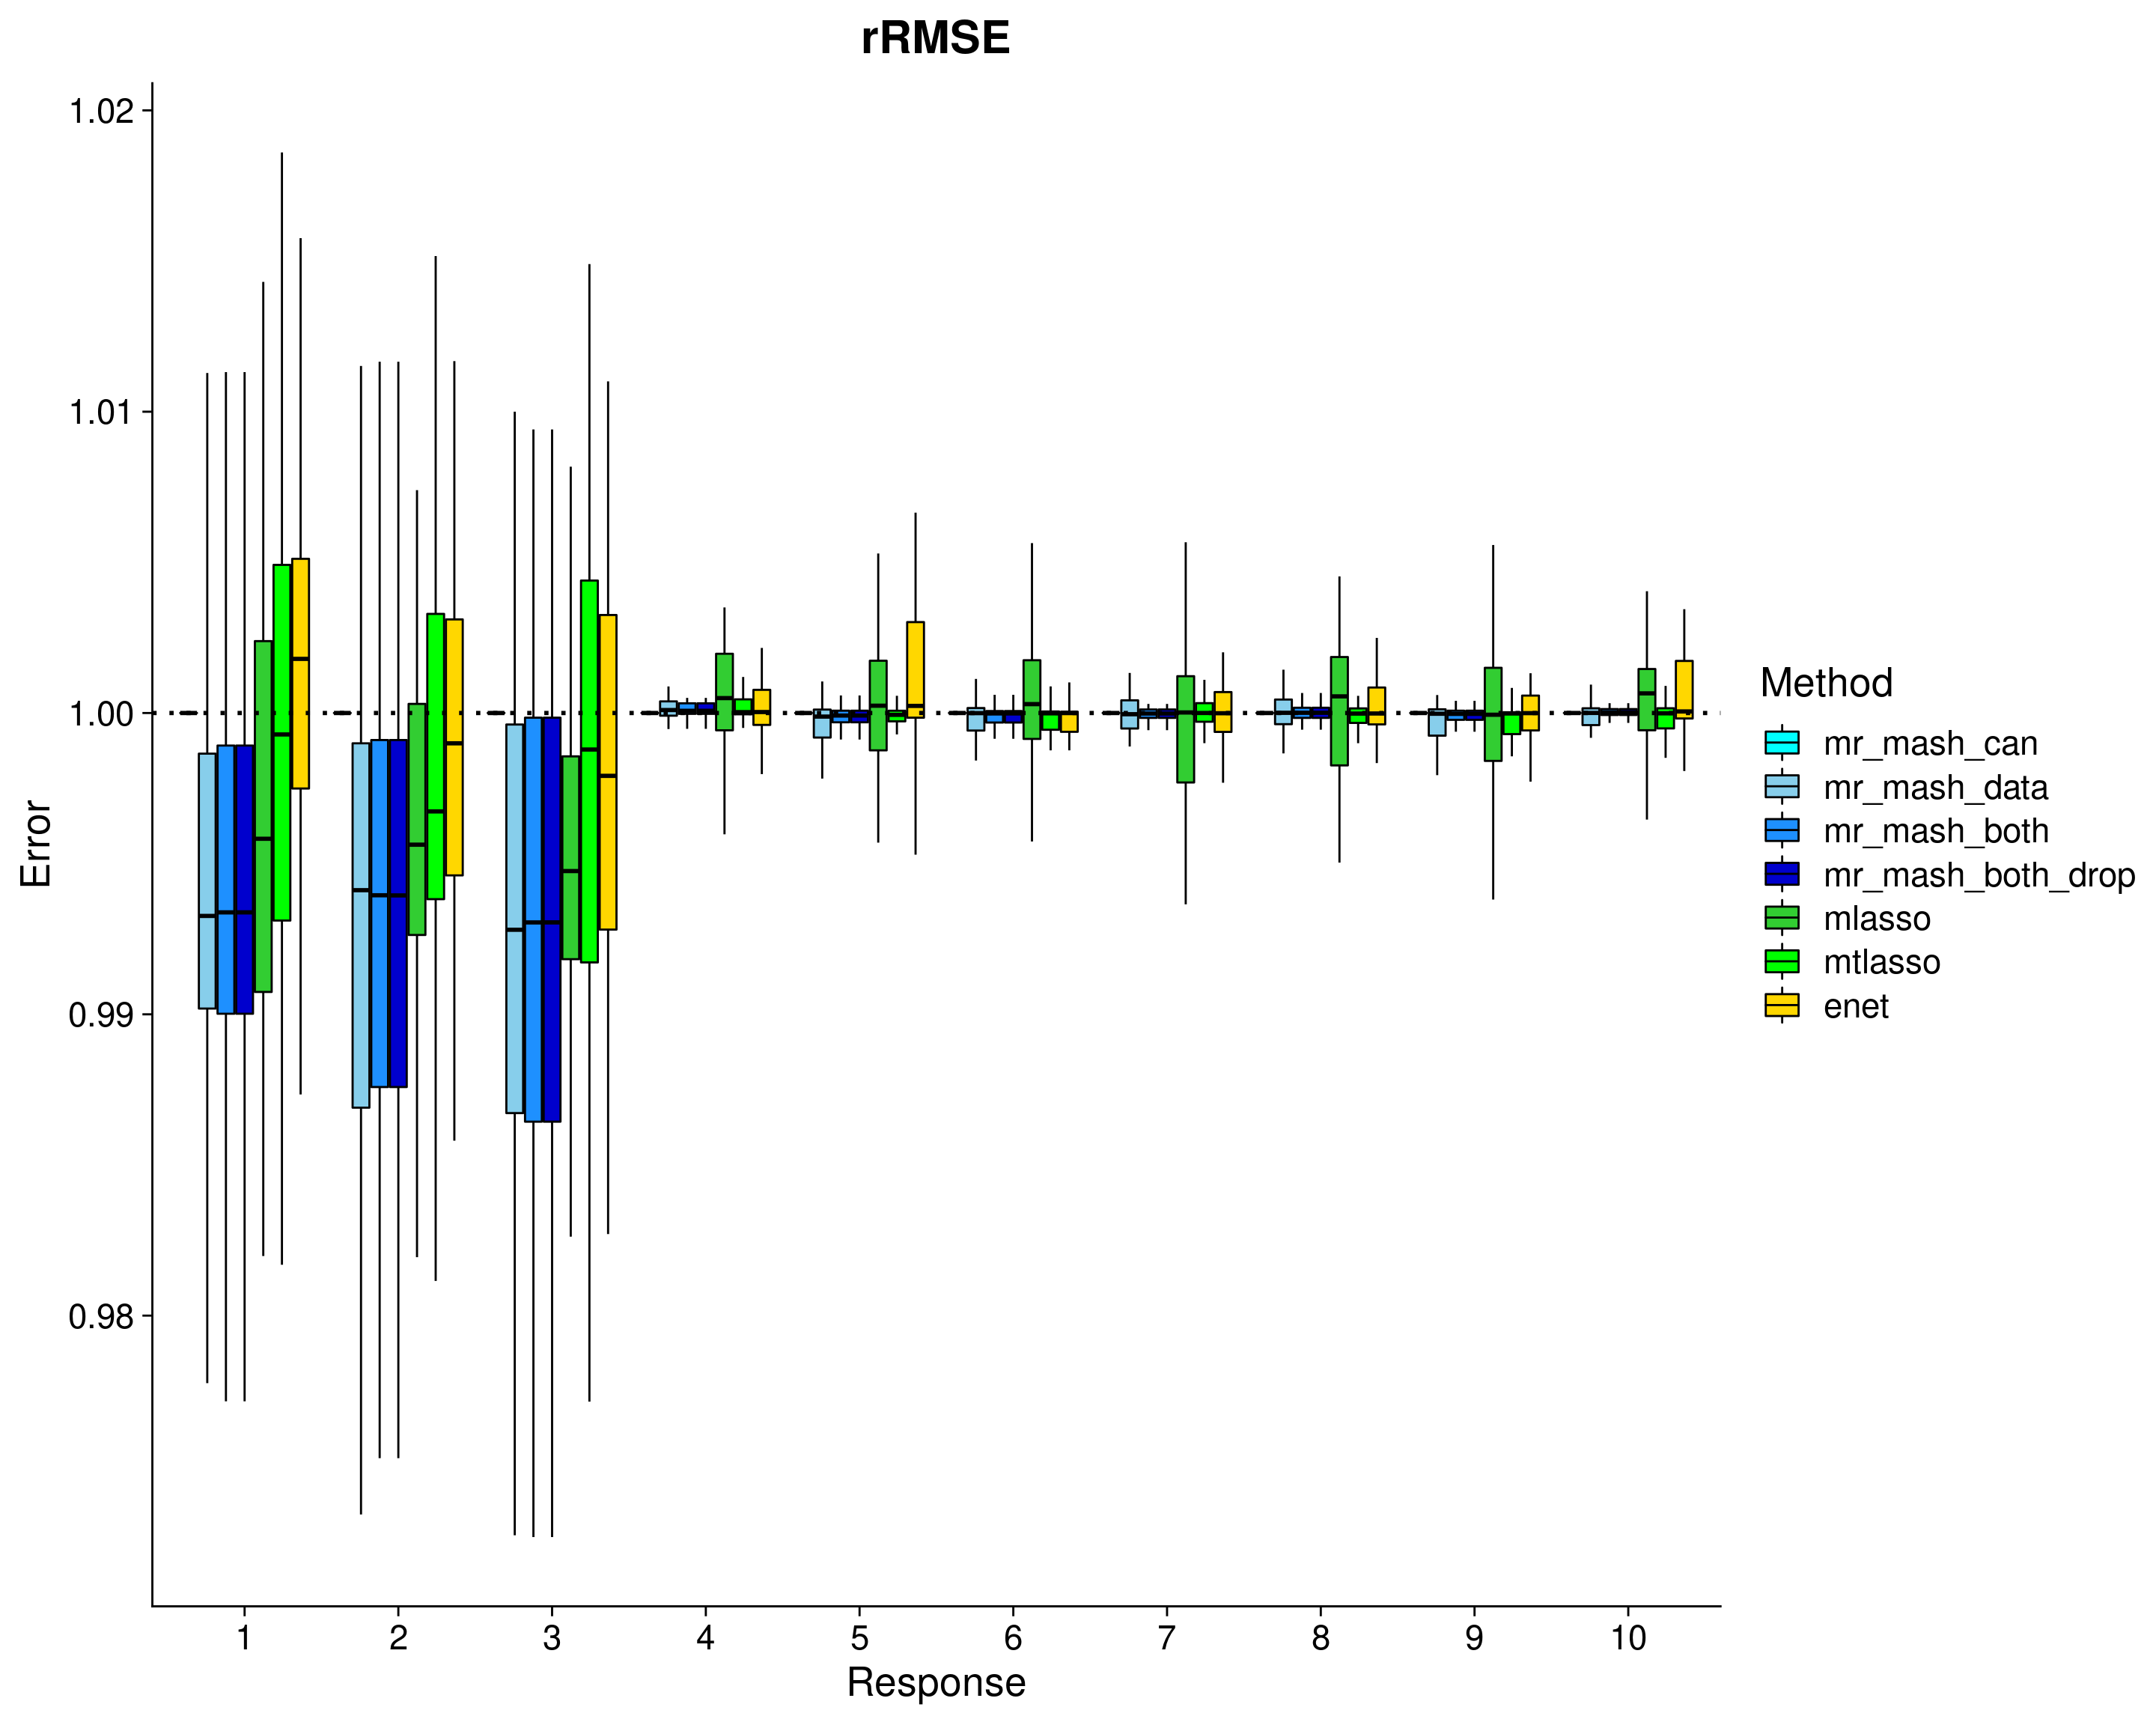 rRMSE
1.02
1.01
1.00
0.99
0.98
Error
1 2 3 4 5 6 7 8 9 10
Response
Method
mr_mash_can
mr_mash_data
mr_mash_both
mr_mash_both_drop
mlasso
mtlasso
enet